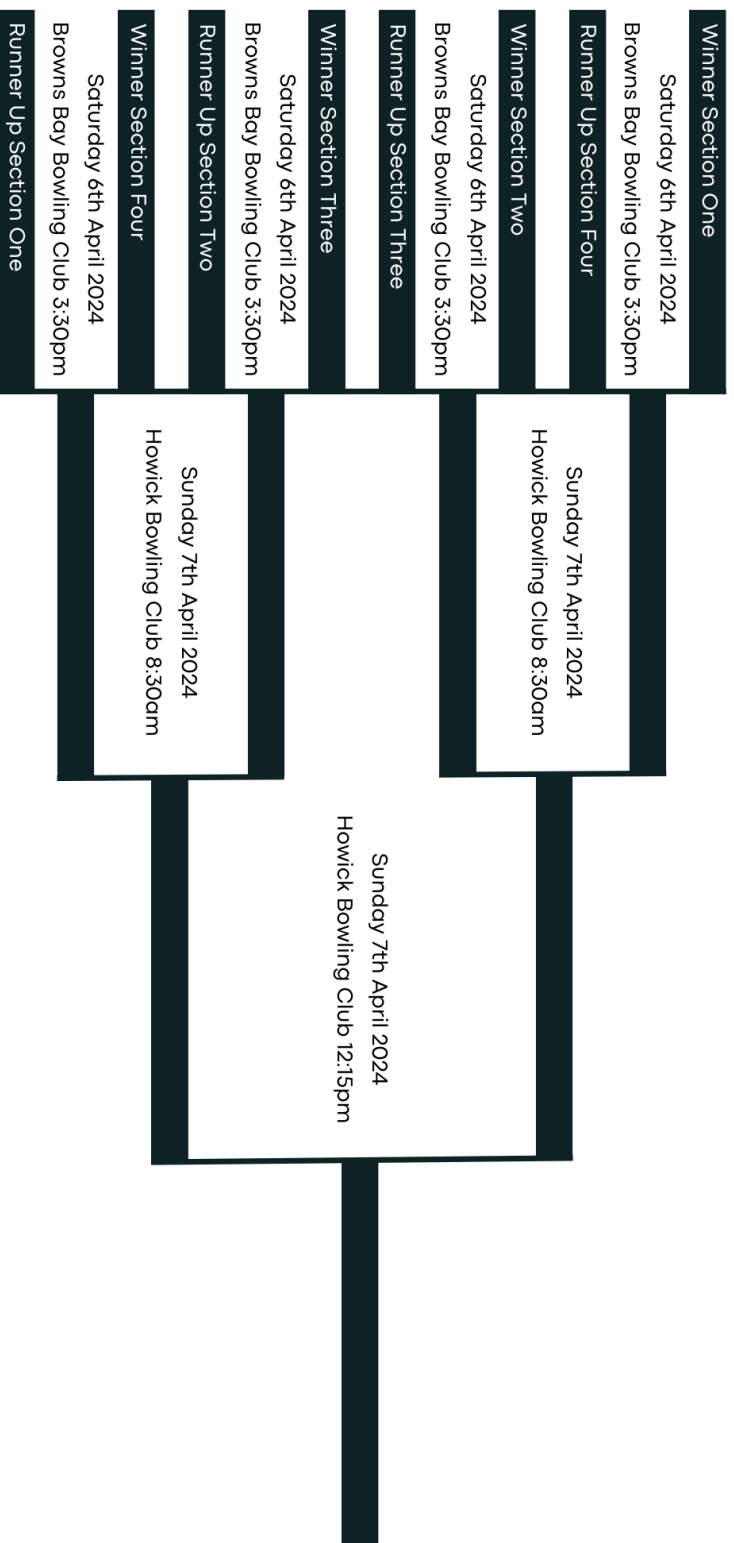 Winner Section One
Saturday 6th April 2024
Browns Bay Bowling Club 3:30pm
Runner Up Section Four
Winner Section Two
Saturday 6th April 2024
Browns Bay Bowling Club 3:30pm
Runner Up Section Three
Winner Section Three
Saturday 6th April 2024
Browns Bay Bowling Club 3:30pm
Runner Up Section Two
Winner Section Four
Saturday 6th April 2024
Browns Bay Bowling Club 3:30pm
Runner Up Section One
Sunday 7th April 2024
Howick Bowling Club 8:30am
Sunday 7th April 2024
Howick Bowling Club 8:30am
Sunday 7th April 2024
Howick Bowling Club 12:15pm